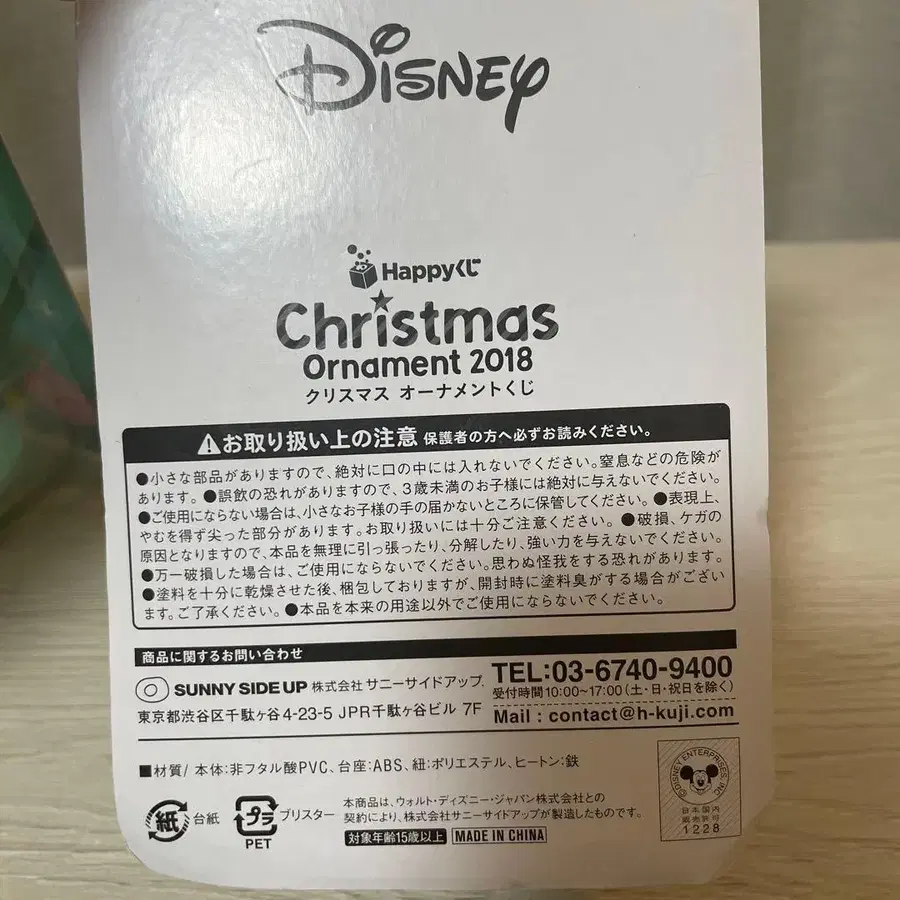 Disney
Happyくじ
Christmas
Ornament 2018
クリスマス オーナメントくじ
お取り扱い上の注意 保護者の方へ必ずお読みください。
●小さな部品がありますので、絶対に口の中には入れないでください。窒息などの危険が
あります。●誤飲の恐れがありますので、3歳未満のお子様には絶対に与えないでください。
●ご使用にならない場合は、小さなお子様の手の届かないところに保管してください。●表現上、
やむを得ず尖った部分があります。お取り扱いには十分ご注意ください。●破損、ケガの
原因となりますので、本品を無理に引っ張ったり、分解したり、強い力を与えないでください。
●万一破損した場合は、ご使用にならないでください。思わぬ怪我をする恐れがあります。
●塗料を十分に乾燥させた後、梱包しておりますが、開封時に塗料臭がする場合がござい
ます。ご了承ください。●本品を本来の用途以外でご使用にならないでください。
商品に関するお問い合わせ
SUNNY SIDE UP 株式会社 サニーサイドアップ.
東京都渋谷区千駄ヶ谷4-23-5 JPR千駄ヶ谷ビル 7F
TEL:03-6740-9400
受付時間10:00~17:00(土・日・祝日を除く)
Mail : contact@h-kuji.com
■材質/ 本体:非フタル酸PVC、台座:ABS、紐:ポリエステル、ヒートン:鉄
紙 台紙
プラ ブリスター
PET
本商品は、ウォルト・ディズニー・ジャパン株式会社との
契約により、株式会社サニーサイドアップが製造したものです。
対象年齢15歳以上 MADE IN CHINA
©DISNEY ENTERPRISES, INC
日本国内
販売許可
1228